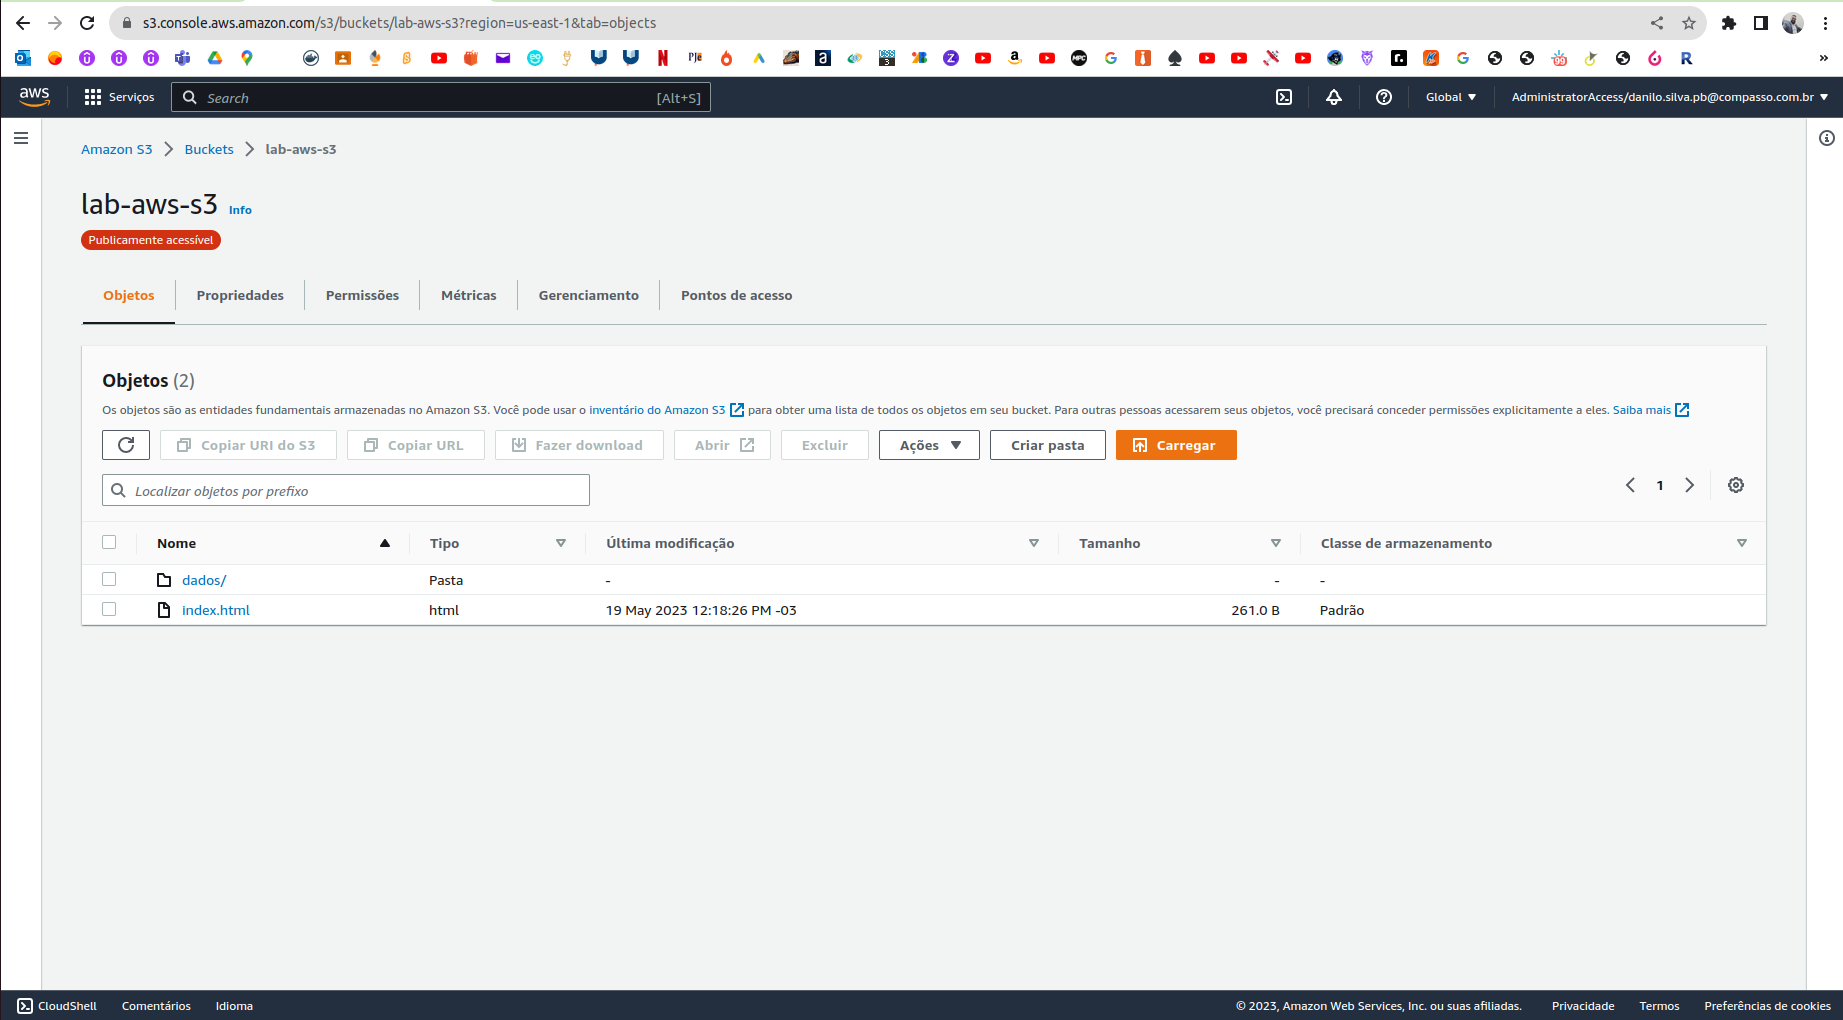 s3.console.aws.amazon.com/s3/buckets/lab-aws-s3?region=us-east-1&tab=objects
aws Serviços Search [Alt+S] Global AdministratorAccess/danilo.silva.pb@compasso.com.br
Amazon S3 Buckets lab-aws-s3
lab-aws-s3 Info
Publicamente acessível
Objetos Propriedades Permissões Métricas Gerenciamento Pontos de acesso
Objetos (2)
Os objetos são as entidades fundamentais armazenadas no Amazon S3. Você pode usar o inventário do Amazon S3 para obter uma lista de todos os objetos em seu bucket. Para outras pessoas acessarem seus objetos, você precisará conceder permissões explicitamente a eles. Saiba mais
Copiar URI do S3 Copiar URL Fazer download Abrir Excluir Ações Criar pasta Carregar
Localizar objetos por prefixo 1
Nome Tipo Última modificação Tamanho Classe de armazenamento
dados/ Pasta - - -
index.html html 19 May 2023 12:18:26 PM -03 261.0 B Padrão
CloudShell Comentários Idioma © 2023, Amazon Web Services, Inc. ou suas afiliadas. Privacidade Termos Preferências de cookies